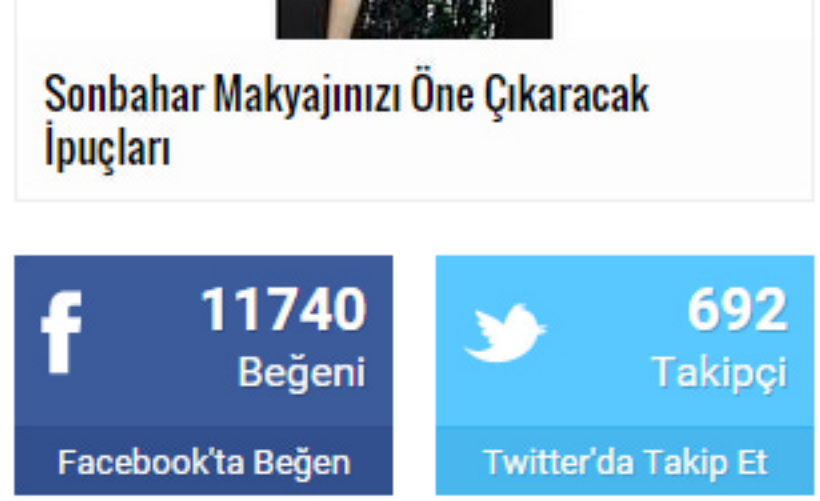 Sonbahar Makyajınızı Öne Çıkaracak
İpuçları
11740
Beğeni
Facebook'ta Beğen
692
Takipçi
Twitter'da Takip Et